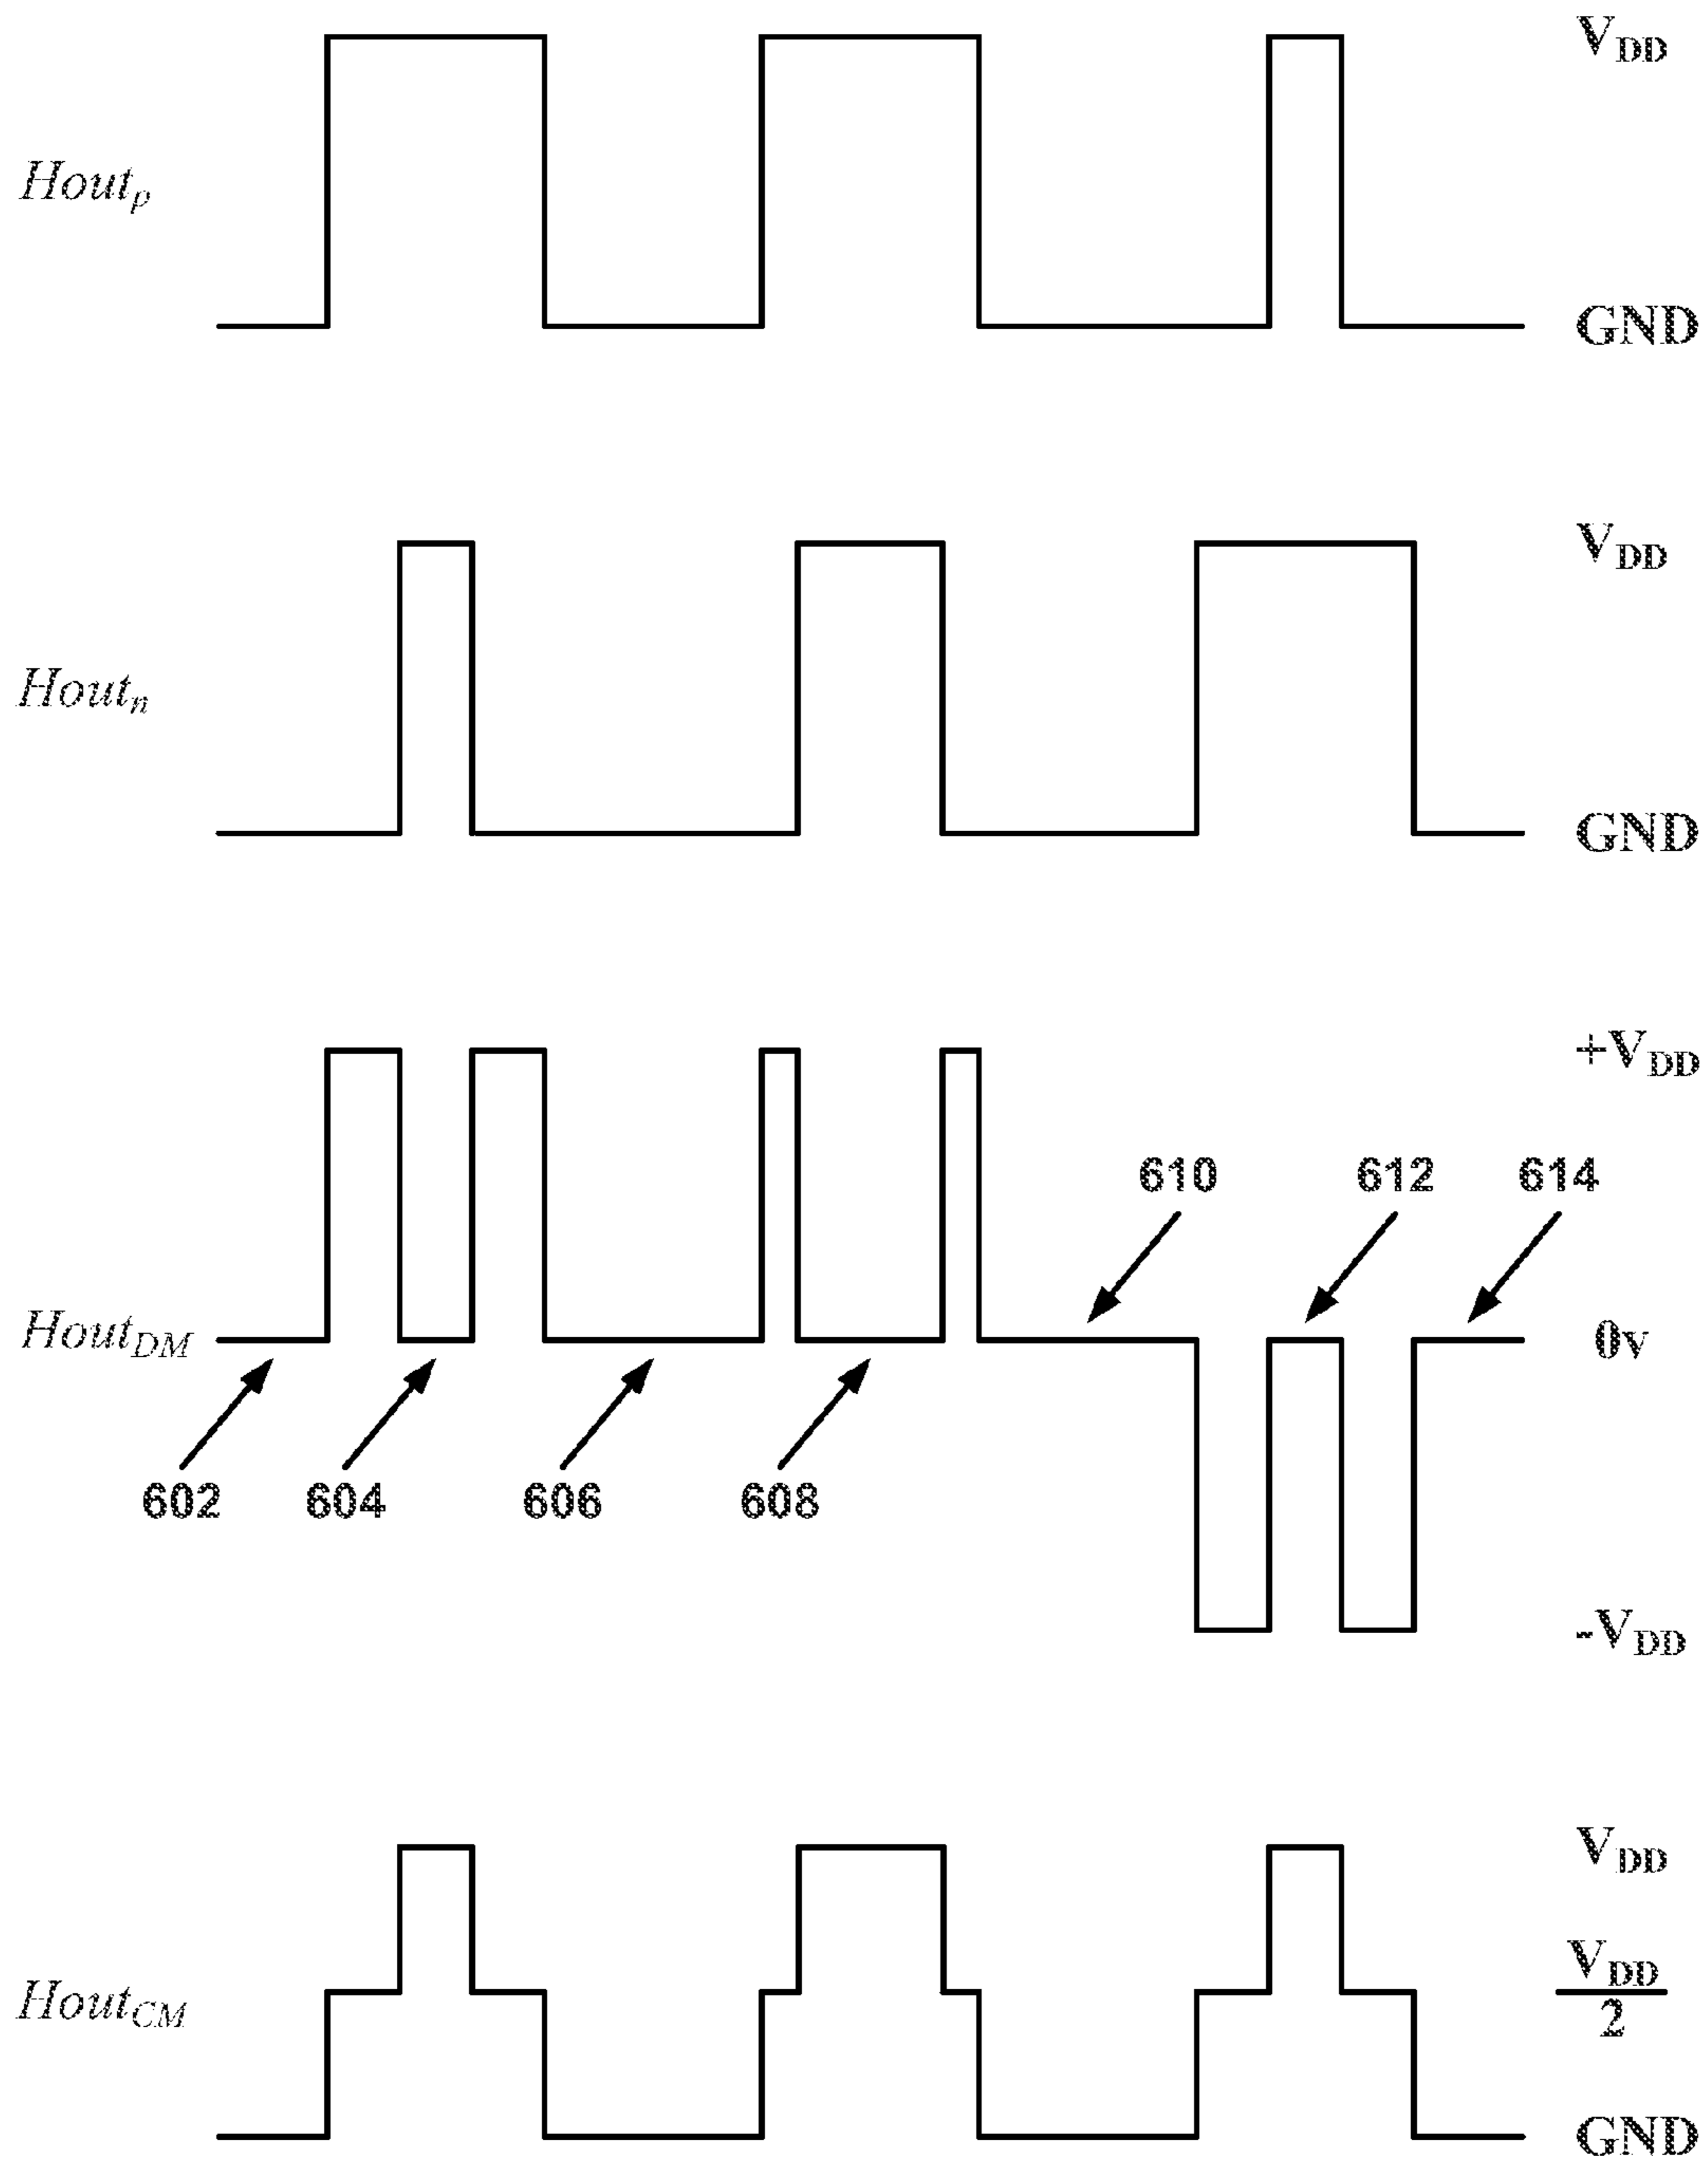 V_DD
Hout_p
GND
V_DD
Hout_n
GND
+V_DD
610 612 614
Hout_DM
0v
602 604 606 608
-V_DD
V_DD
V_DD
Hout_CM
2
GND